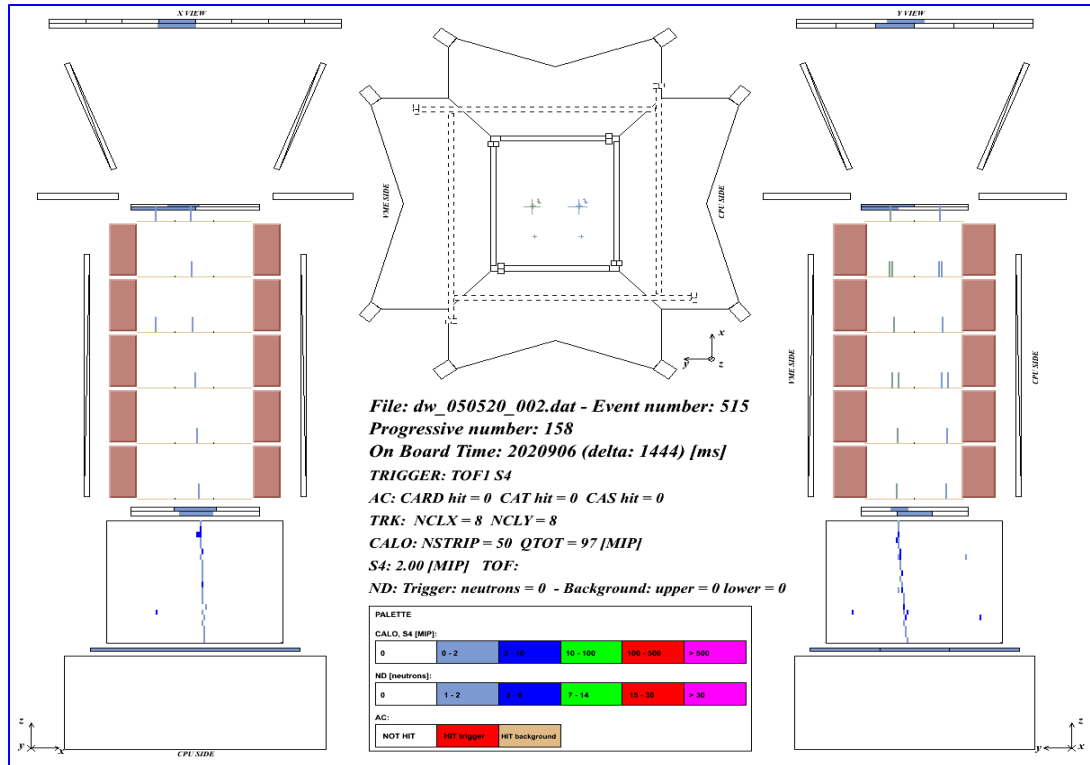 X VIEW
Y VIEW
VME SIDE
CPU SIDE
VME SIDE
CPU SIDE
x
y
z
File: dw_050520_002.dat - Event number: 515
Progressive number: 158
On Board Time: 2020906 (delta: 1444) [ms]
TRIGGER: TOF1 S4
AC: CARD hit = 0 CAT hit = 0 CAS hit = 0
TRK: NCLX = 8 NCLY = 8
CALO: NSTRIP = 50 QTOT = 97 [MIP]
S4: 2.00 [MIP] TOF:
ND: Trigger: neutrons = 0 - Background: upper = 0 lower = 0
PALETTE
CALO, S4 [MIP]:
0 0 - 2 2 - 10 10 - 100 100 - 500 > 500
ND [neutrons]:
0 1 - 2 3 - 6 7 - 14 15 - 30 > 30
AC:
NOT HIT HIT trigger HIT background
z
y x
CPU SIDE
z
y x